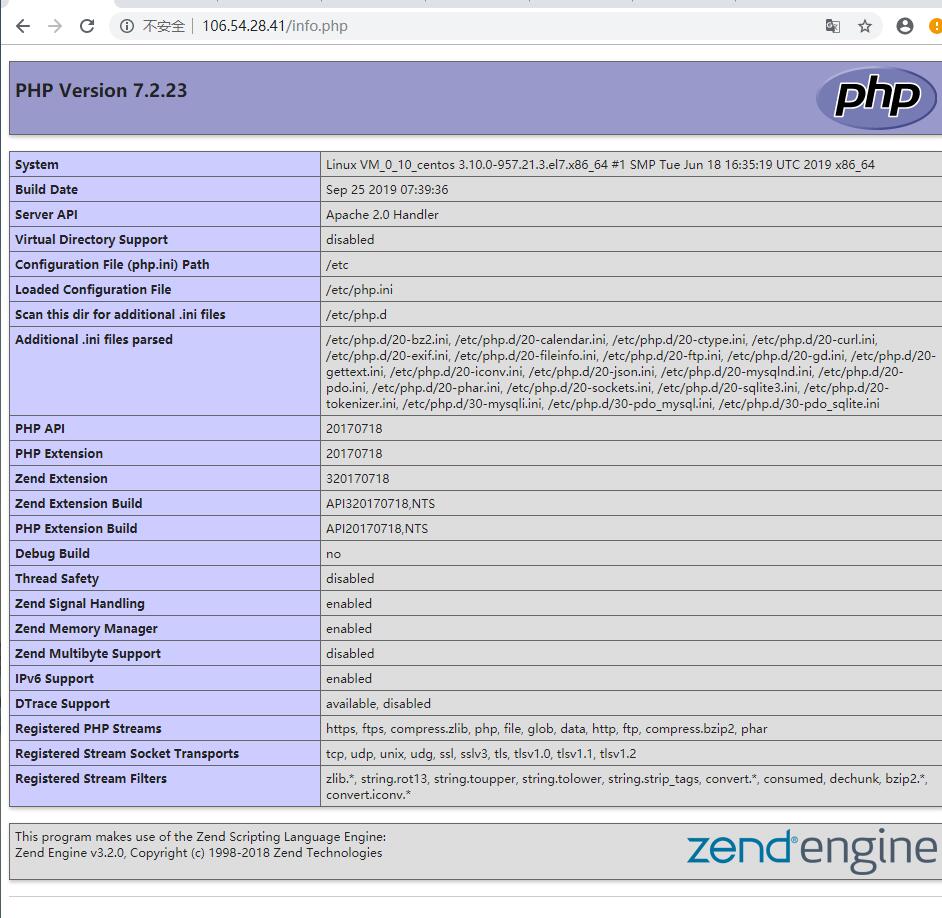 不安全 | 106.54.28.41/info.php
PHP Version 7.2.23
php
System Linux VM_0_10_centos 3.10.0-957.21.3.el7.x86_64 #1 SMP Tue Jun 18 16:35:19 UTC 2019 x86_64
Build Date Sep 25 2019 07:39:36
Server API Apache 2.0 Handler
Virtual Directory Support disabled
Configuration File (php.ini) Path /etc
Loaded Configuration File /etc/php.ini
Scan this dir for additional .ini files /etc/php.d
Additional .ini files parsed /etc/php.d/20-bz2.ini, /etc/php.d/20-calendar.ini, /etc/php.d/20-ctype.ini, /etc/php.d/20-curl.ini,
/etc/php.d/20-exif.ini, /etc/php.d/20-fileinfo.ini, /etc/php.d/20-ftp.ini, /etc/php.d/20-gd.ini, /etc/php.d/20-
gettext.ini, /etc/php.d/20-iconv.ini, /etc/php.d/20-json.ini, /etc/php.d/20-mysqlnd.ini, /etc/php.d/20-
pdo.ini, /etc/php.d/20-phar.ini, /etc/php.d/20-sockets.ini, /etc/php.d/20-sqlite3.ini, /etc/php.d/20-
tokenizer.ini, /etc/php.d/30-mysqli.ini, /etc/php.d/30-pdo_mysql.ini, /etc/php.d/30-pdo_sqlite.ini
PHP API 20170718
PHP Extension 20170718
Zend Extension 320170718
Zend Extension Build API320170718,NTS
PHP Extension Build API20170718,NTS
Debug Build no
Thread Safety disabled
Zend Signal Handling enabled
Zend Memory Manager enabled
Zend Multibyte Support disabled
IPv6 Support enabled
DTrace Support available, disabled
Registered PHP Streams https, ftps, compress.zlib, php, file, glob, data, http, ftp, compress.bzip2, phar
Registered Stream Socket Transports tcp, udp, unix, udg, ssl, sslv3, tls, tlsv1.0, tlsv1.1, tlsv1.2
Registered Stream Filters zlib.*, string.rot13, string.toupper, string.tolower, string.strip_tags, convert.*, consumed, dechunk, bzip2.*,
convert.iconv.*
This program makes use of the Zend Scripting Language Engine:
Zend Engine v3.2.0, Copyright (c) 1998-2018 Zend Technologies
zend® engine